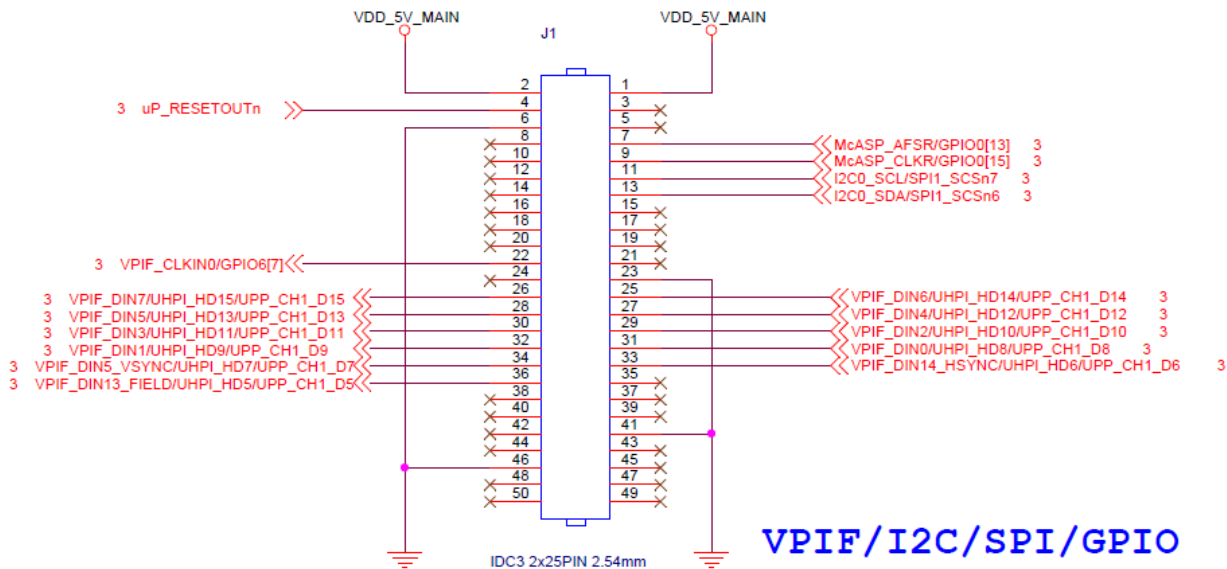 VDD_5V_MAIN VDD_5V_MAIN
J1
2 1
3 uP_RESETOUTn 4 3
6 5
8 7 McASP_AFSR/GPIO0[13] 3
10 9 McASP_CLKR/GPIO0[15] 3
12 11 I2C0_SCL/SPI1_SCSn7 3
14 13 I2C0_SDA/SPI1_SCSn6 3
16 15
18 17
20 19
3 VPIF_CLKIN0/GPIO6[7] 22 21
24 23
3 VPIF_DIN7/UHPI_HD15/UPP_CH1_D15 26 25 VPIF_DIN6/UHPI_HD14/UPP_CH1_D14 3
3 VPIF_DIN5/UHPI_HD13/UPP_CH1_D13 28 27 VPIF_DIN4/UHPI_HD12/UPP_CH1_D12 3
3 VPIF_DIN3/UHPI_HD11/UPP_CH1_D11 30 29 VPIF_DIN2/UHPI_HD10/UPP_CH1_D10 3
3 VPIF_DIN1/UHPI_HD9/UPP_CH1_D9 32 31 VPIF_DIN0/UHPI_HD8/UPP_CH1_D8 3
3 VPIF_DIN5_VSYNC/UHPI_HD7/UPP_CH1_D7 34 33 VPIF_DIN14_HSYNC/UHPI_HD6/UPP_CH1_D6 3
3 VPIF_DIN13_FIELD/UHPI_HD5/UPP_CH1_D5 36 35
38 37
40 39
42 41
44 43
46 45
48 47
50 49
VPIF/I2C/SPI/GPIO
IDC3 2x25PIN 2.54mm